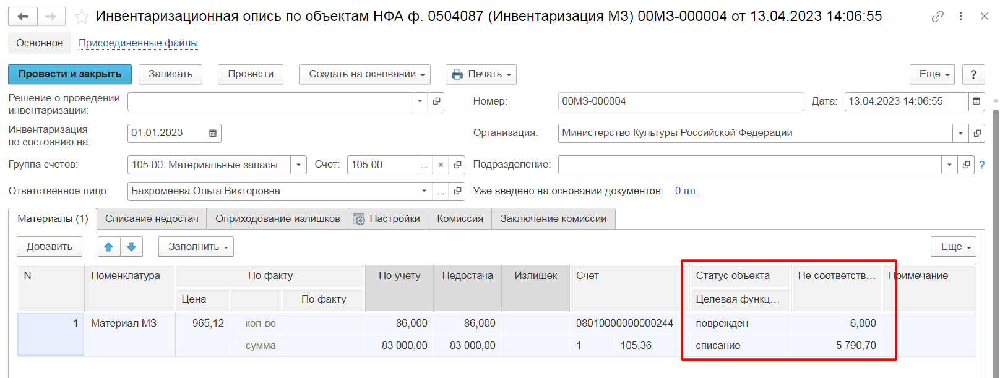 Инвентаризационная опись по объектам НФА ф. 0504087 (Инвентаризация МЗ) 00МЗ-000004 от 13.04.2023 14:06:55
Основное Присоединенные файлы
Провести и закрыть Записать Провести Создать на основании Печать Еще ?
Решение о проведении инвентаризации: Номер: 00МЗ-000004 Дата: 13.04.2023 14:06:55
Инвентаризация по состоянию на: 01.01.2023 Организация: Министерство Культуры Российской Федерации
Группа счетов: 105.00: Материальные запасы Счет: 105.00 ... × Подразделение: ?
Ответственное лицо: Бахромеева Ольга Викторовна ... Уже введено на основании документов: 0 шт.
Материалы (1) Списание недостач Оприходование излишков Настройки Комиссия Заключение комиссии
Добавить Заполнить Еще
N Номенклатура По факту По учету Недостача Излишек Счет Статус объекта Не соответств... Примечание
Цена По факту Целевая функц...
1 Материал МЗ 965,12 кол-во 86,000 86,000 08010000000000244 поврежден 6,000
сумма 83 000,00 83 000,00 1 105.36 списание 5 790,70